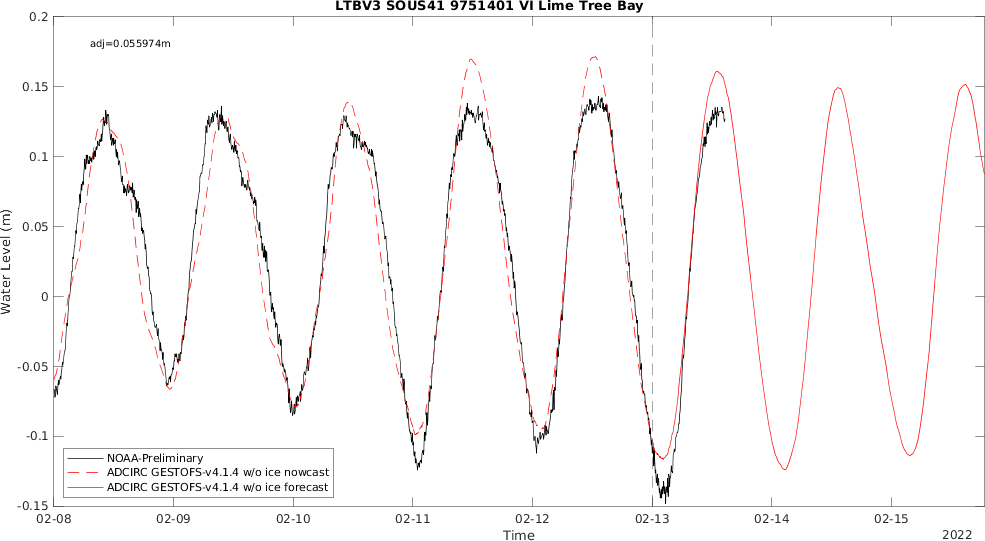 LTBV3 SOUS41 9751401 VI Lime Tree Bay
adj=0.055974m
0.2
0.15
0.1
0.05
0
-0.05
-0.1
-0.15
Water Level (m)
NOAA-Preliminary
ADCIRC GESTOFS-v4.1.4 w/o ice nowcast
ADCIRC GESTOFS-v4.1.4 w/o ice forecast
02-08 02-09 02-10 02-11 02-12 02-13 02-14 02-15
Time
2022